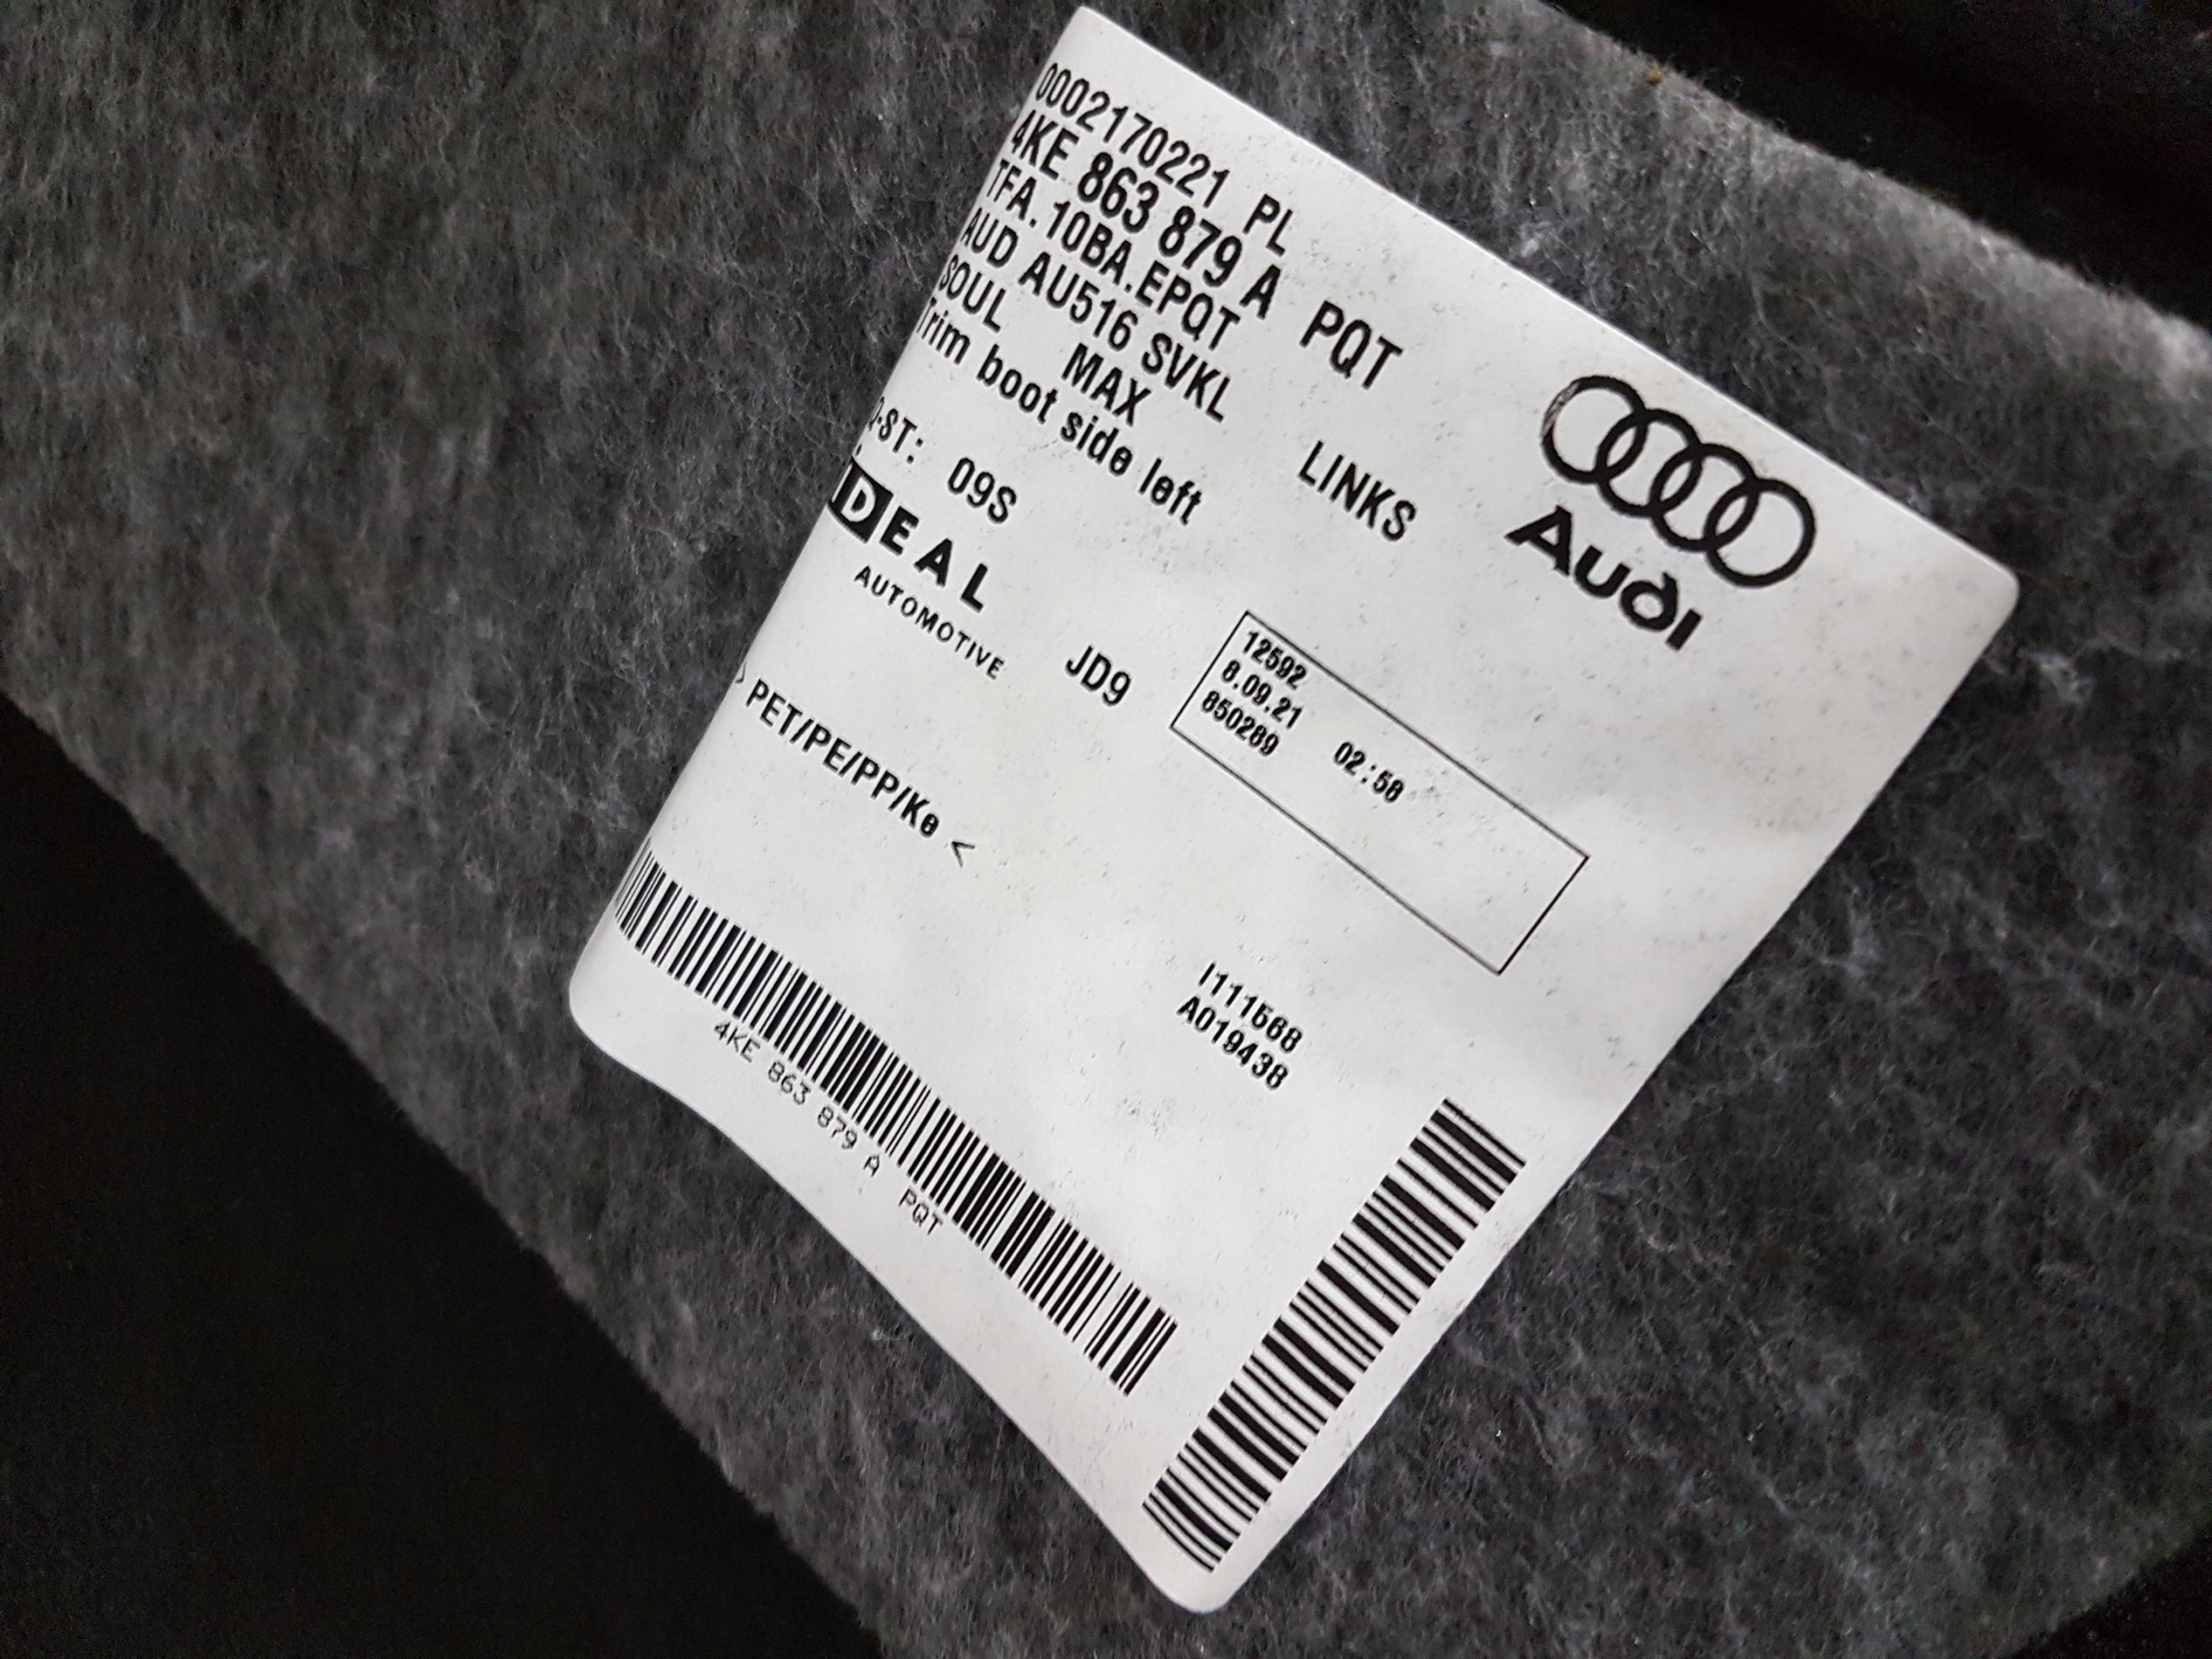 0002170221 PL
4KE 863 879 A PQT
TFA.10BA.EPQT
AUD AU516 SVKL LINKS
SOUL MAX
Trim boot side left
Audi
-ST: 09S
IDEAL
AUTOMOTIVE
JD9
12592
8.09.21 02:58
850289
> PET/PE/PP/Ke <
I111568
A019438
4KE 863 879 A PQT